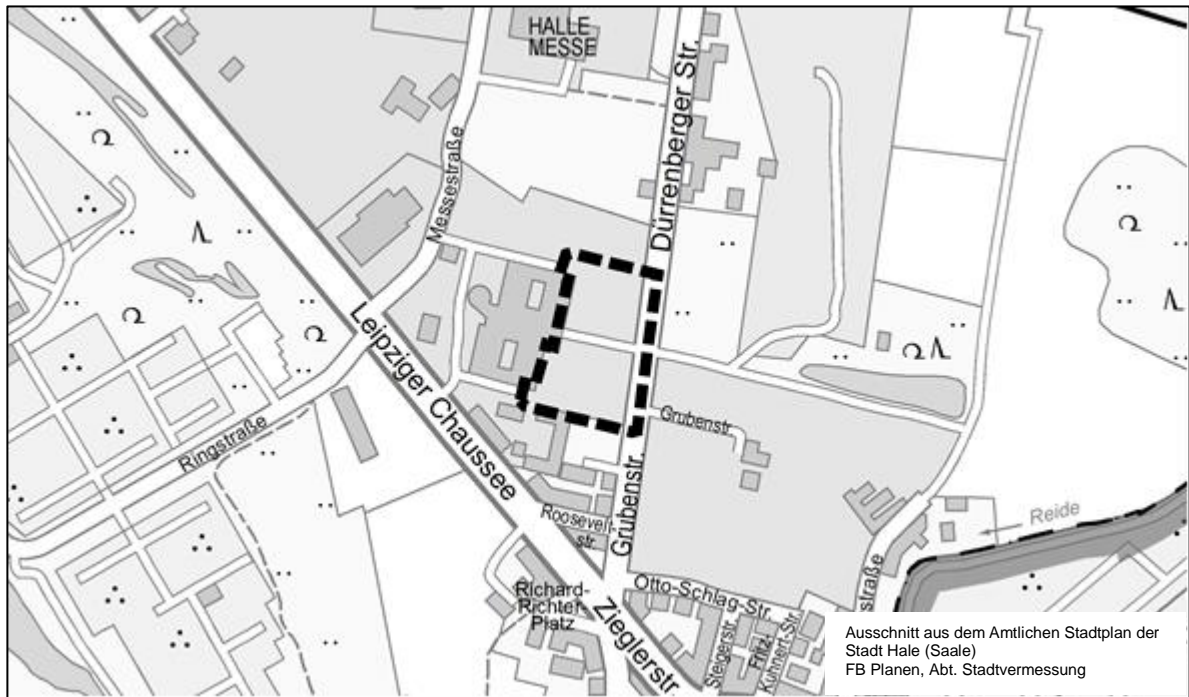 HALLE
MESSE
Dürrenberger Str.
Messestraße
Leipziger Chaussee
Ringstraße
Grubenstr.
Grubenstr.
Roosevelt-
str.
Reide
Richard-
Richter-
Platz
Otto-Schlag-Str.
Zieglerstr.
Steigerstr.
Fritz-
Kuhnert-Str.
straße
Ausschnitt aus dem Amtlichen Stadtplan der
Stadt Hale (Saale)
FB Planen, Abt. Stadtvermessung